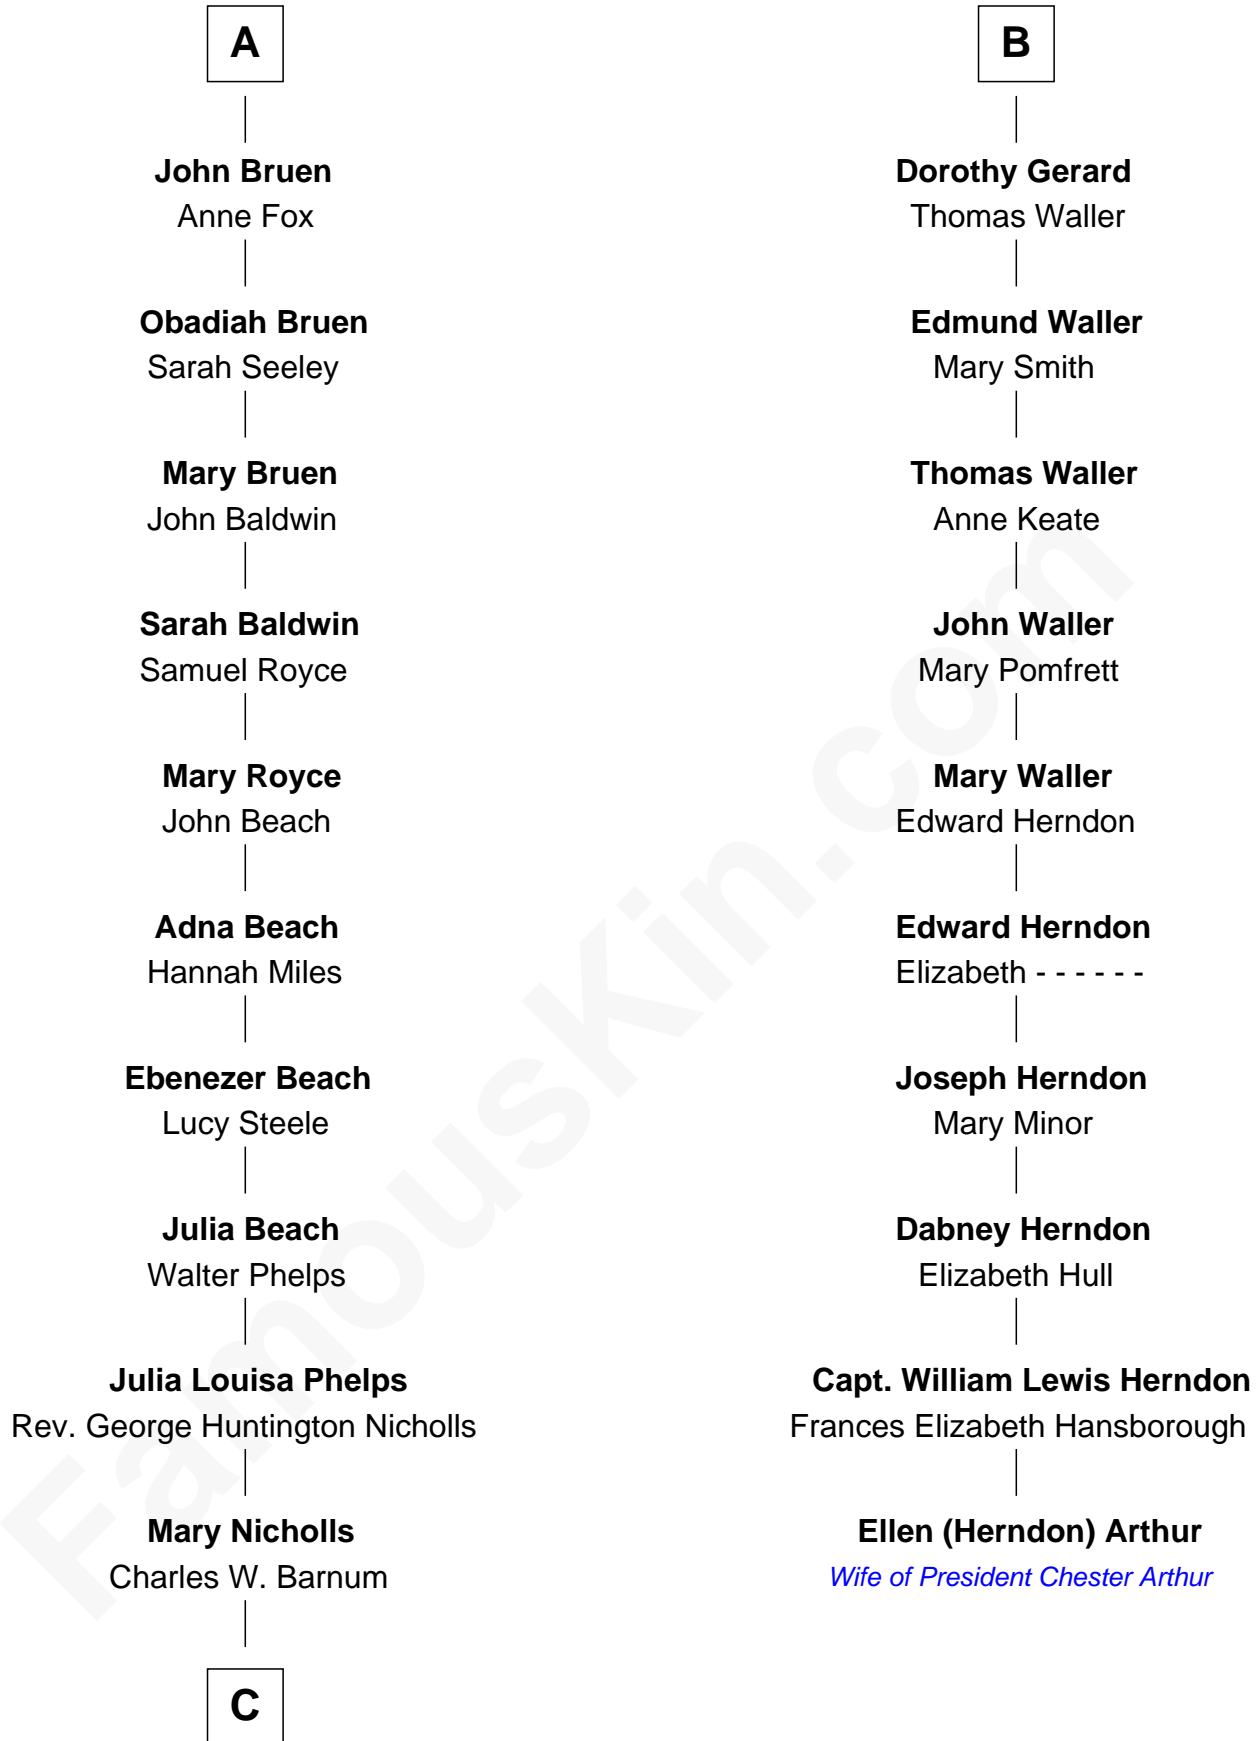 A
John Bruen
Anne Fox
Obadiah Bruen
Sarah Seeley
Mary Bruen
John Baldwin
Sarah Baldwin
Samuel Royce
Mary Royce
John Beach
Adna Beach
Hannah Miles
Ebenezer Beach
Lucy Steele
Julia Beach
Walter Phelps
Julia Louisa Phelps
Rev. George Huntington Nicholls
Mary Nicholls
Charles W. Barnum
C
B
Dorothy Gerard
Thomas Waller
Edmund Waller
Mary Smith
Thomas Waller
Anne Keate
John Waller
Mary Pomfrett
Mary Waller
Edward Herndon
Edward Herndon
Elizabeth - - - - - -
Joseph Herndon
Mary Minor
Dabney Herndon
Elizabeth Hull
Capt. William Lewis Herndon
Frances Elizabeth Hansborough
Ellen (Herndon) Arthur
Wife of President Chester Arthur
FamousKin.com